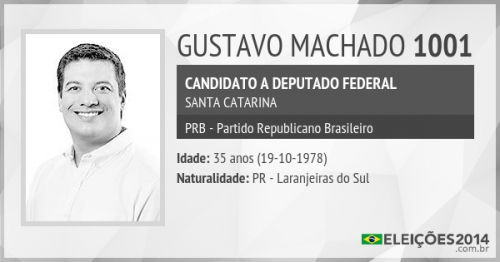 GUSTAVO MACHADO 1001
CANDIDATO A DEPUTADO FEDERAL
SANTA CATARINA
PRB - Partido Republicano Brasileiro
Idade: 35 anos (19-10-1978)
Naturalidade: PR - Laranjeiras do Sul
ELEIÇÕES2014
.com.br